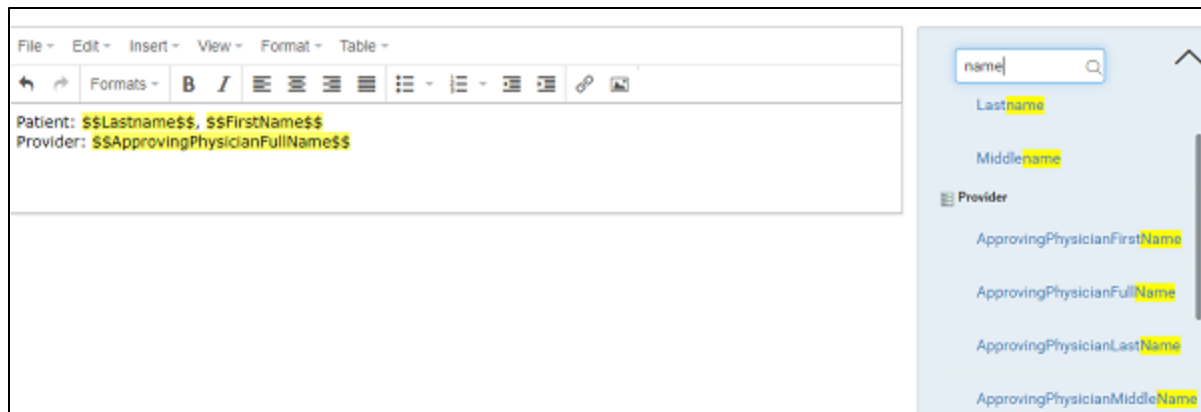 File Edit Insert View Format Table
Formats B I
Patient: $$Lastname$$, $$FirstName$$
Provider: $$ApprovingPhysicianFullName$$
name
Lastname
Middlename
Provider
ApprovingPhysicianFirstName
ApprovingPhysicianFullName
ApprovingPhysicianLastName
ApprovingPhysicianMiddleName